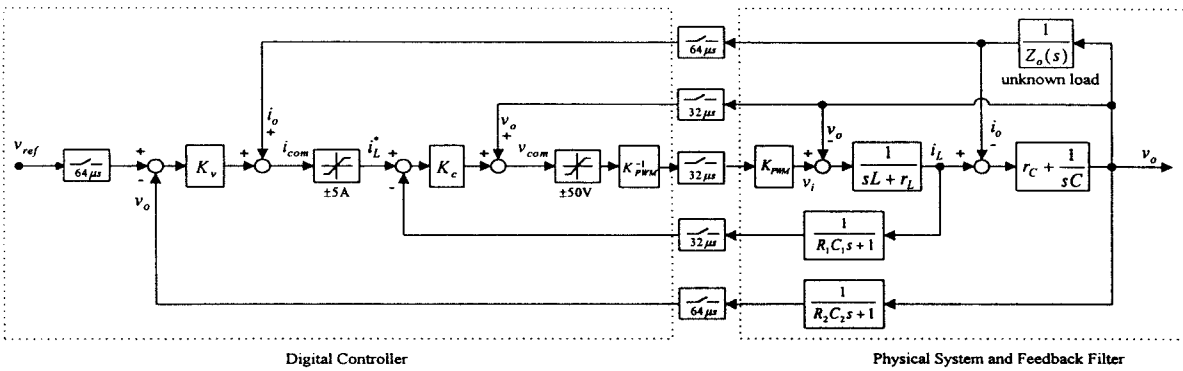 64μs
1
Z_o(s)
unknown load
32μs
i_o
+
v_o
+
v_o
-
i_o
-
v_ref
64μs
+
-
v_o
K_v
+
i_com
±5A
i_L^*
+
-
K_c
+
v_com
±50V
K_PWM^-1
32μs
K_PWM
+
v_i
1
sL + r_L
i_L
+
r_C + 1
sC
v_o
32μs
1
R_1C_1s + 1
64μs
1
R_2C_2s + 1
Digital Controller
Physical System and Feedback Filter